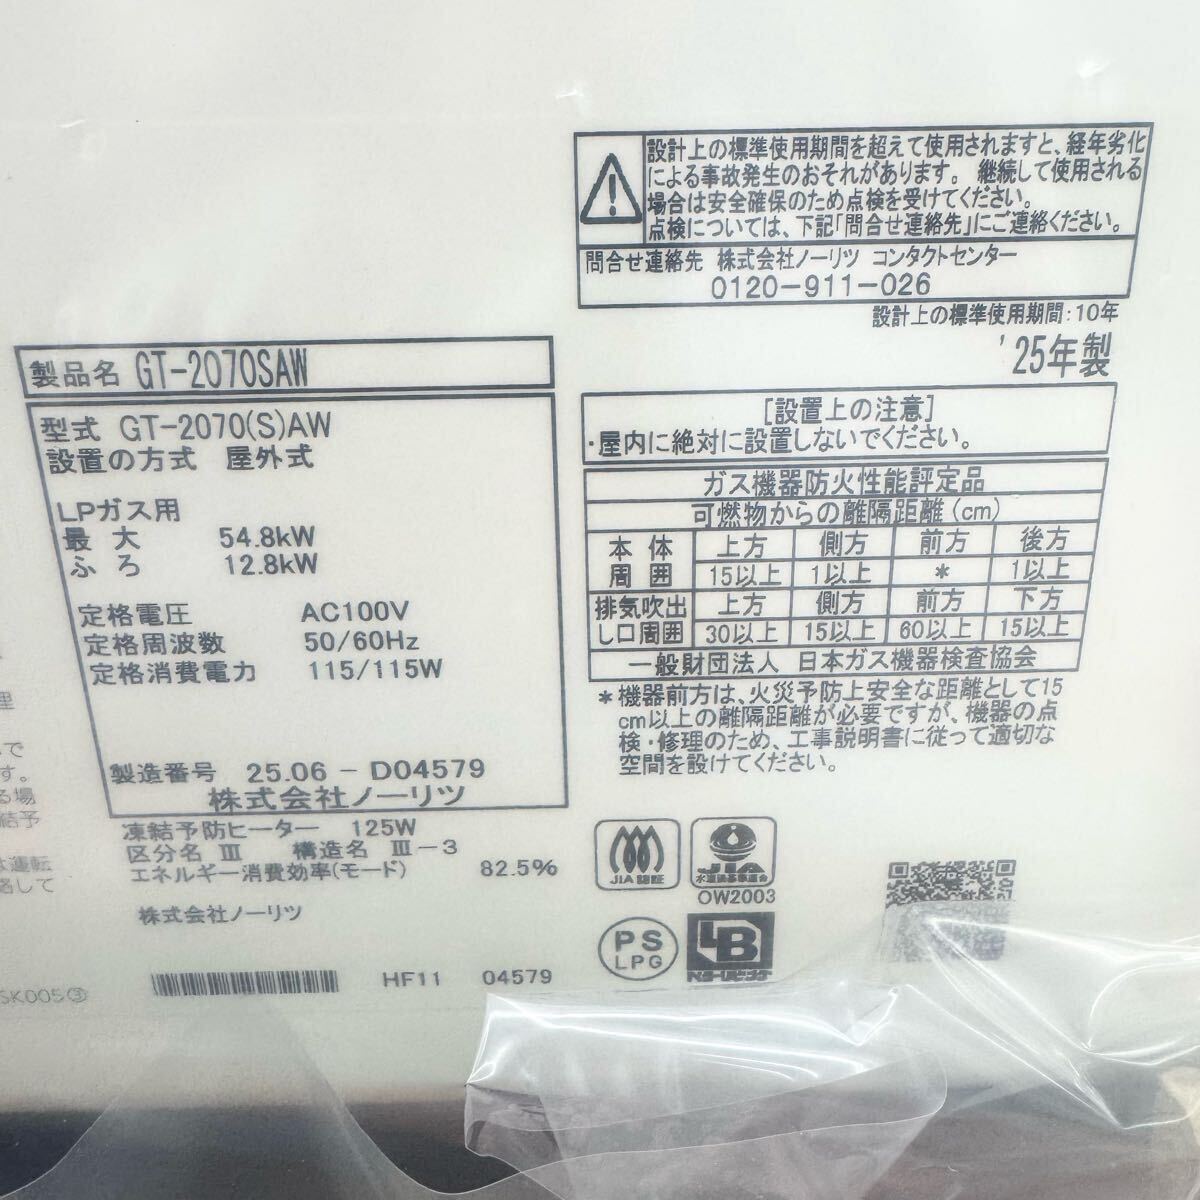 設計上の標準使用期間を超えて使用されますと、経年劣化
による事故発生のおそれがあります。 継続して使用される
場合は安全確保のため点検を受けてください。
点検については、下記「問合せ連絡先」にご連絡ください。
問合せ連絡先 株式会社ノーリツ コンタクトセンター
0120-911-026
設計上の標準使用期間:10年
'25年製
製品名 GT-2070SAW
型式 GT-2070(S)AW
設置の方式 屋外式
LPガス用
最大 54.8kW
ふろ 12.8kW
定格電圧 AC100V
定格周波数 50/60Hz
定格消費電力 115/115W
製造番号 25.06-D04579
株式会社ノーリツ
凍結予防ヒーター 125W
区分名 Ⅲ 構造名 Ⅲ-3
エネルギー消費効率(モード) 82.5%
株式会社ノーリツ
HF11 04579
[設置上の注意]
・屋内に絶対に設置しないでください。
ガス機器防火性能評定品
可燃物からの離隔距離(cm)
本体 上方 側方 前方 後方
周囲 15以上 1以上 * 1以上
排気吹出 上方 側方 前方 下方
し口周囲 30以上 15以上 60以上 15以上
一般財団法人 日本ガス機器検査協会
*機器前方は、火災予防上安全な距離として15
cm以上の離隔距離が必要ですが、機器の点
検・修理のため、工事説明書に従って適切な
空間を設けてください。
JIA認証
JIA
OW2003
PS
LPG
LB
理
で
す。
る場
結予
は運転
して
SK005③